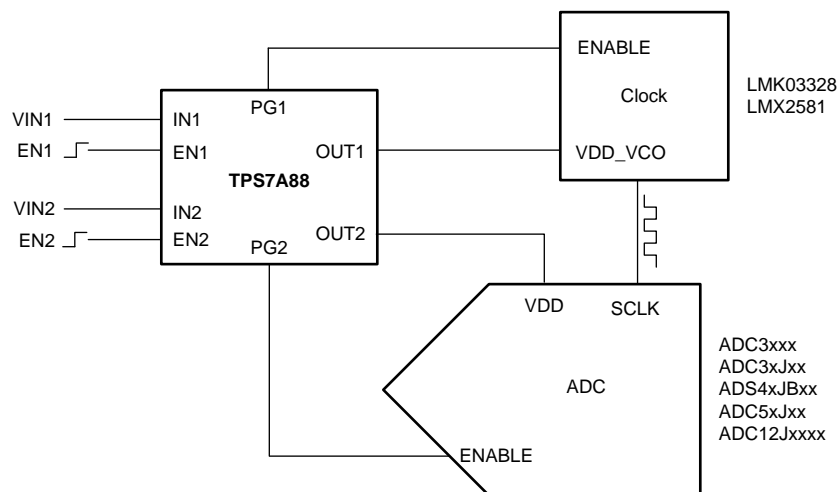 ENABLE
Clock
VDD_VCO
LMK03328
LMX2581
VIN1
EN1
VIN2
EN2
PG1
IN1
EN1
OUT1
TPS7A88
IN2
EN2
OUT2
PG2
VDD
SCLK
ADC
ENABLE
ADC3xxx
ADC3xJxx
ADS4xJBxx
ADC5xJxx
ADC12Jxxxx